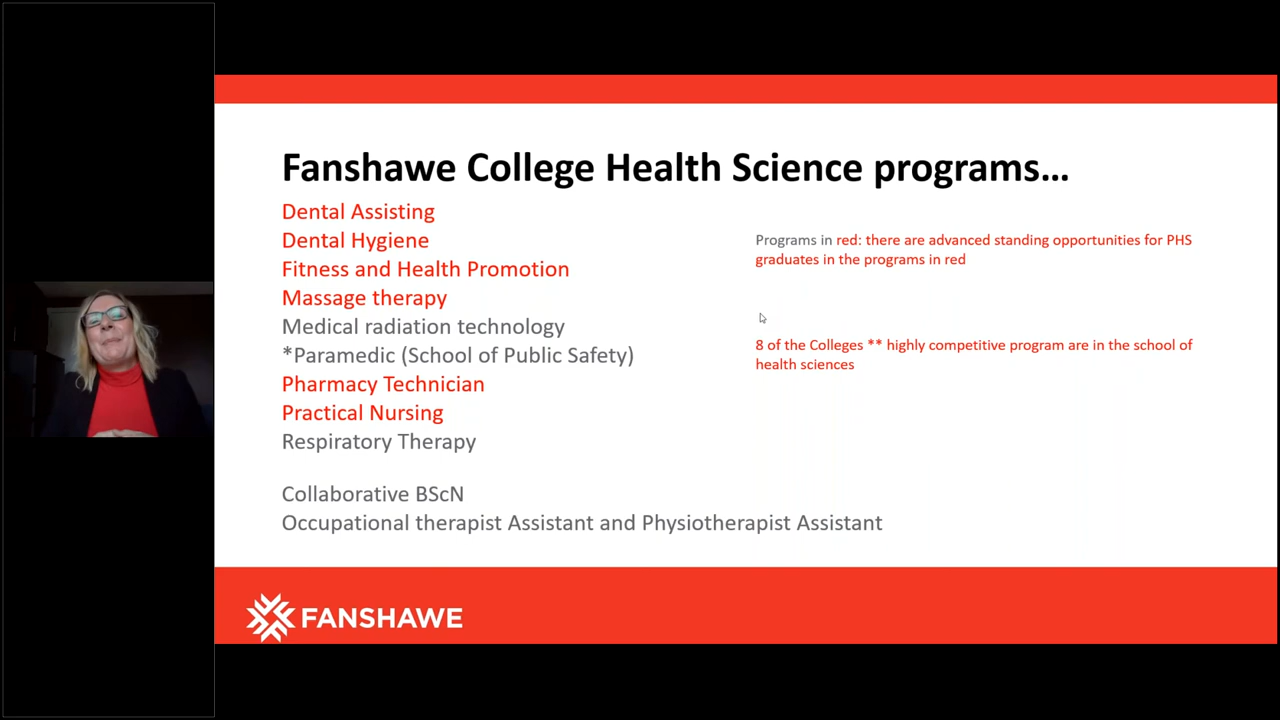 Fanshawe College Health Science programs...
Dental Assisting
Dental Hygiene
Fitness and Health Promotion
Massage therapy
Medical radiation technology
*Paramedic (School of Public Safety)
Pharmacy Technician
Practical Nursing
Respiratory Therapy
Collaborative BScN
Occupational therapist Assistant and Physiotherapist Assistant
Programs in red: there are advanced standing opportunities for PHS
graduates in the programs in red
8 of the Colleges ** highly competitive program are in the school of
health sciences
FANSHAWE